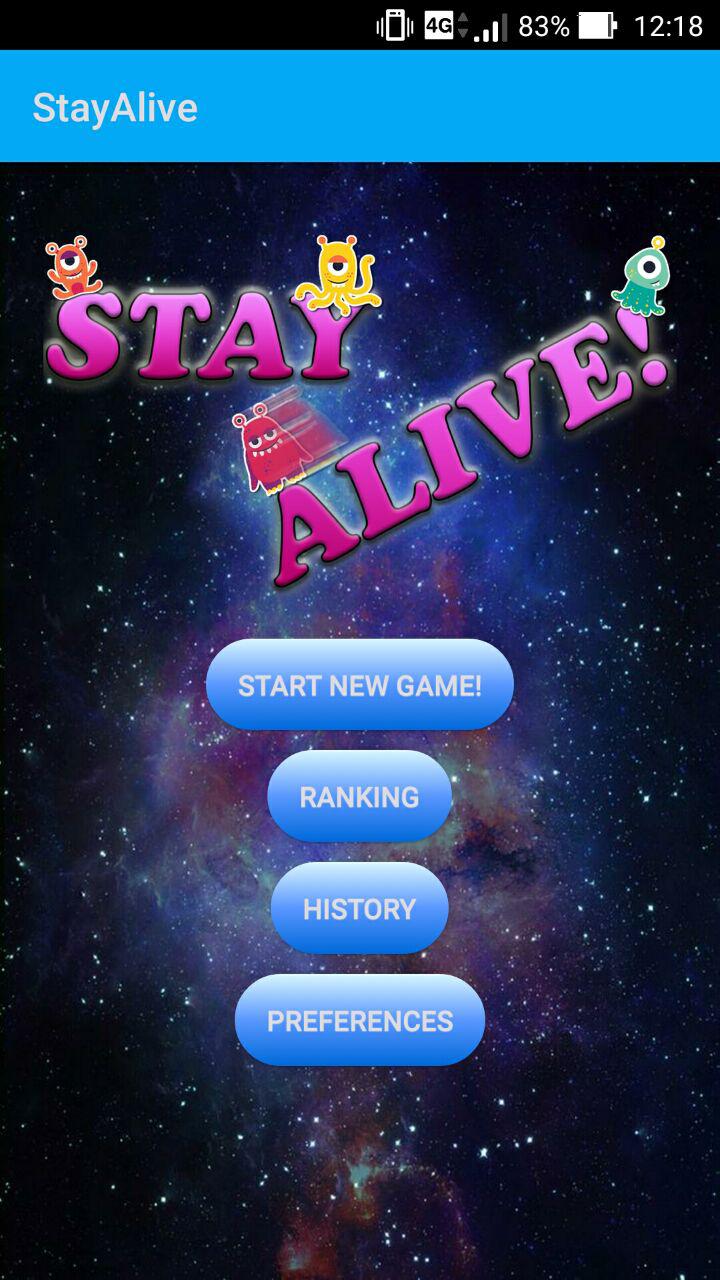 4G 83% 12:18
StayAlive
STAY
ALIVE!
START NEW GAME!
RANKING
HISTORY
PREFERENCES